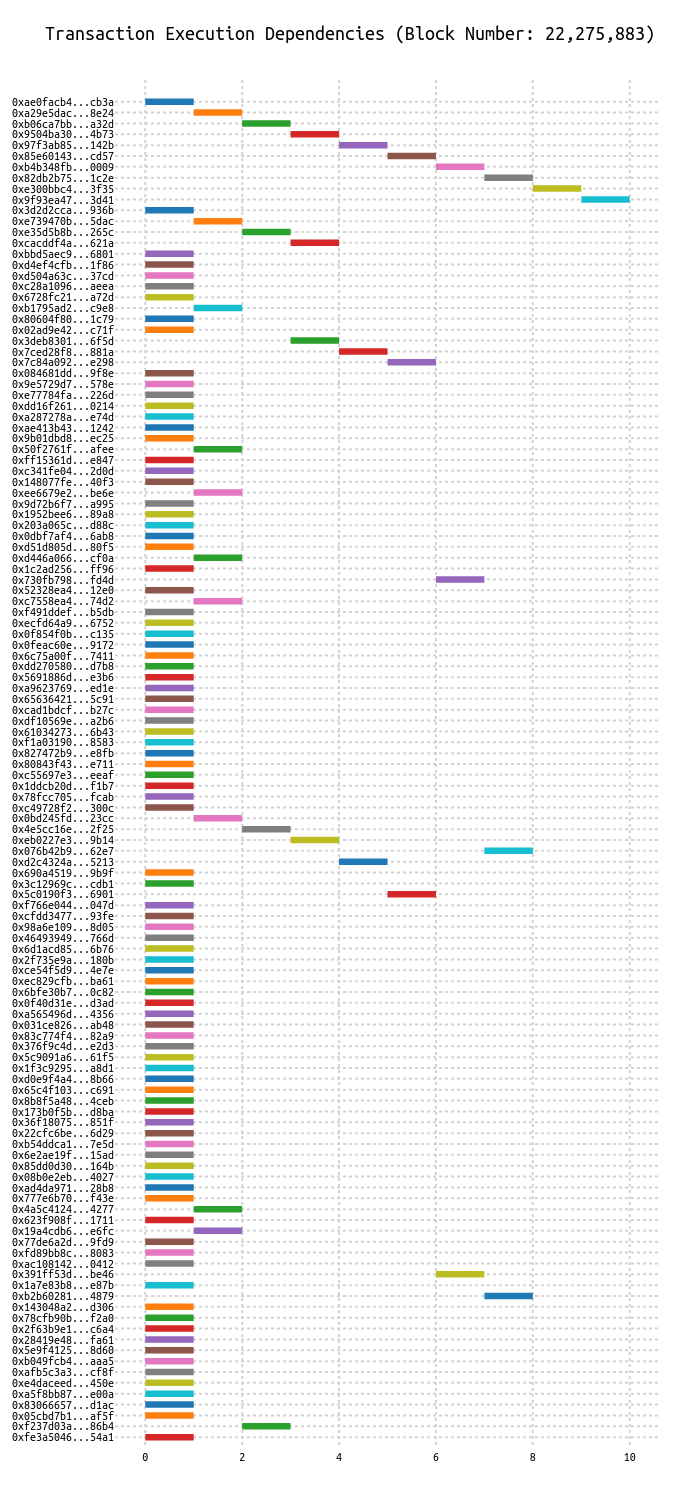 Transaction Execution Dependencies (Block Number: 22,275,883)
0xae0facb4...cb3a
0xa29e5dac...8e24
0xb06ca7bb...a32d
0x9504ba30...4b73
0x97f3ab85...142b
0x85e60143...cd57
0xb4b348fb...0009
0x82db2b75...1c2e
0xe300bbc4...3f35
0x9f93ea47...3d41
0x3d2d2cca...936b
0xe739470b...5dac
0xe35d5b8b...265c
0xcacddf4a...621a
0xbbd5aec9...6801
0xd4ef4cfb...1f86
0xd504a63c...37cd
0xc28a1096...aeea
0x6728fc21...a72d
0xb1795ad2...c9e8
0x80604f80...1c79
0x02ad9e42...c71f
0x3deb8301...6f5d
0x7ced28f8...881a
0x7c84a092...e298
0x084681dd...9f8e
0x9e5729d7...578e
0xe77784fa...226d
0xdd16f261...0214
0xa287278a...e74d
0xae413b43...1242
0x9b01dbd8...ec25
0x50f2761f...afee
0xff15361d...e847
0xc341fe04...2d0d
0x148077fe...40f3
0xee6679e2...be6e
0x9d72b6f7...a995
0x1952bee6...89a8
0x203a065c...d88c
0x0dbf7af4...6ab8
0xd51d805d...80f5
0xd446a066...cf0a
0x1c2ad256...ff96
0x730fb798...fd4d
0x52328ea4...12e0
0xc7558ea4...74d2
0xf491ddef...b5db
0xecfd64a9...6752
0x0f854f0b...c135
0x0feac60e...9172
0x6c75a00f...7411
0xdd270580...d7b8
0x5691886d...e3b6
0xa9623769...ed1e
0x65636421...5c91
0xcad1bdcf...b27c
0xdf10569e...a2b6
0x61034273...6b43
0xf1a03190...8583
0x827472b9...e8fb
0x80843f43...e711
0xc55697e3...eeaf
0x1ddcb20d...f1b7
0x78fcc705...fcab
0xc49728f2...300c
0x0bd245fd...23cc
0x4e5cc16e...2f25
0xeb0227e3...9b14
0x076b42b9...62e7
0xd2c4324a...5213
0x690a4519...9b9f
0x3c12969c...cdb1
0x5c0190f3...6901
0xf766e044...047d
0xcfdd3477...93fe
0x98a6e109...8d05
0x46493949...766d
0x6d1acd85...6b76
0x2f735e9a...180b
0xce54f5d9...4e7e
0xec829cfb...ba61
0x6bfe30b7...0c82
0x0f40d31e...d3ad
0xa565496d...4356
0x031ce826...ab48
0x83c774f4...82a9
0x376f9c4d...e2d3
0x5c9091a6...61f5
0x1f3c9295...a8d1
0xd0e9f4a4...8b66
0x65c4f103...c691
0x8b8f5a48...4ceb
0x173b0f5b...d8ba
0x36f18075...851f
0x22cfc6be...6d29
0xb54ddca1...7e5d
0x6e2ae19f...15ad
0x85dd0d30...164b
0x08b0e2eb...4027
0xad4da971...28b8
0x777e6b70...f43e
0x4a5c4124...4277
0x623f908f...1711
0x19a4cdb6...e6fc
0x77de6a2d...9fd9
0xfd89bb8c...8083
0xac108142...0412
0x391ff53d...be46
0x1a7e83b8...e87b
0xb2b60281...4879
0x143048a2...d306
0x78cfb90b...f2a0
0x2f63b9e1...c6a4
0x28419e48...fa61
0x5e9f4125...8d60
0xb049fcb4...aaa5
0xafb5c3a3...cf8f
0xe4daceed...450e
0xa5f8bb87...e00a
0x83066657...d1ac
0x05cbd7b1...af5f
0xf237d03a...86b4
0xfe3a5046...54a1
0 2 4 6 8 10